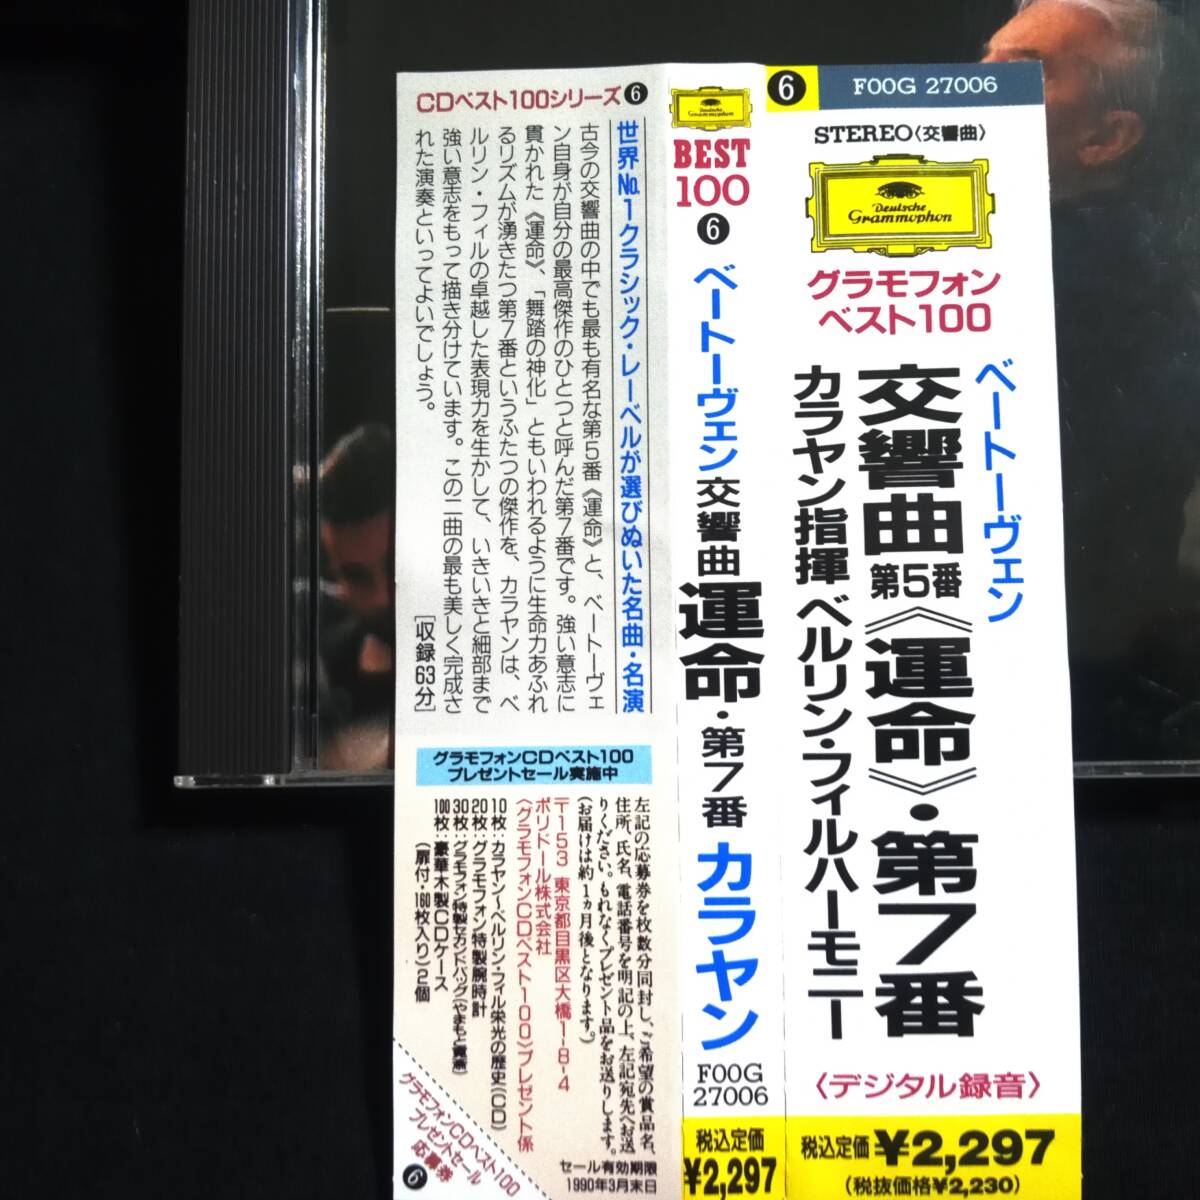 6
F00G 27006
STEREO〈交響曲〉
Deutsche
Grammophon
グラモフォン
ベスト100
ベートーヴェン
交響曲第5番《運命》・第7番
カラヤン指揮 ベルリン・フィルハーモニー
〈デジタル録音〉
税込定価 ¥2,297
(税抜価格¥2,230)
Deutsche
Grammophon
BEST
100
6
ベートーヴェン 交響曲 運命・第7番 カラヤン
F00G
27006
税込定価
¥2,297
CDベスト100シリーズ6
世界No.1クラシック・レーベルが選びぬいた名曲・名演
古今の交響曲の中でも最も有名な第5番《運命》と、ベートーヴェ
ン自身が自分の最高傑作のひとつと呼んだ第7番です。強い意志に
貫かれた《運命》、「舞踏の神化」ともいわれるように生命力あふれ
るリズムが湧きたつ第7番というふたつの傑作を、カラヤンは、ベ
ルリン・フィルの卓越した表現力を生かして、いきいきと細部まで
強い意志をもって描き分けています。この二曲の最も美しく完成さ
れた演奏といってよいでしょう。
[収録63分]
グラモフォンCDベスト100
プレゼントセール実施中
左記の応募券を枚数分同封し、ご希望の賞品名、
住所、氏名、電話番号を明記の上、左記宛先へお送
りください。もれなくプレゼント品をお送りします。
(お届けは約1ヵ月後となります。)
〒153 東京都目黒区大橋1-8-4
ポリドール株式会社
〈グラモフォンCDベスト100〉プレゼント係
10枚：カラヤン〜ベルリン・フィル栄光の歴史(CD)
20枚：グラモフォン特製腕時計
30枚：グラモフォン特製セカンドバッグ(やまもと寛斎)
100枚：豪華木製CDケース
(扉付・160枚入り)2個
セール有効期限
1990年3月末日
グラモフォンCDベスト100
プレゼントセール
応募券
6